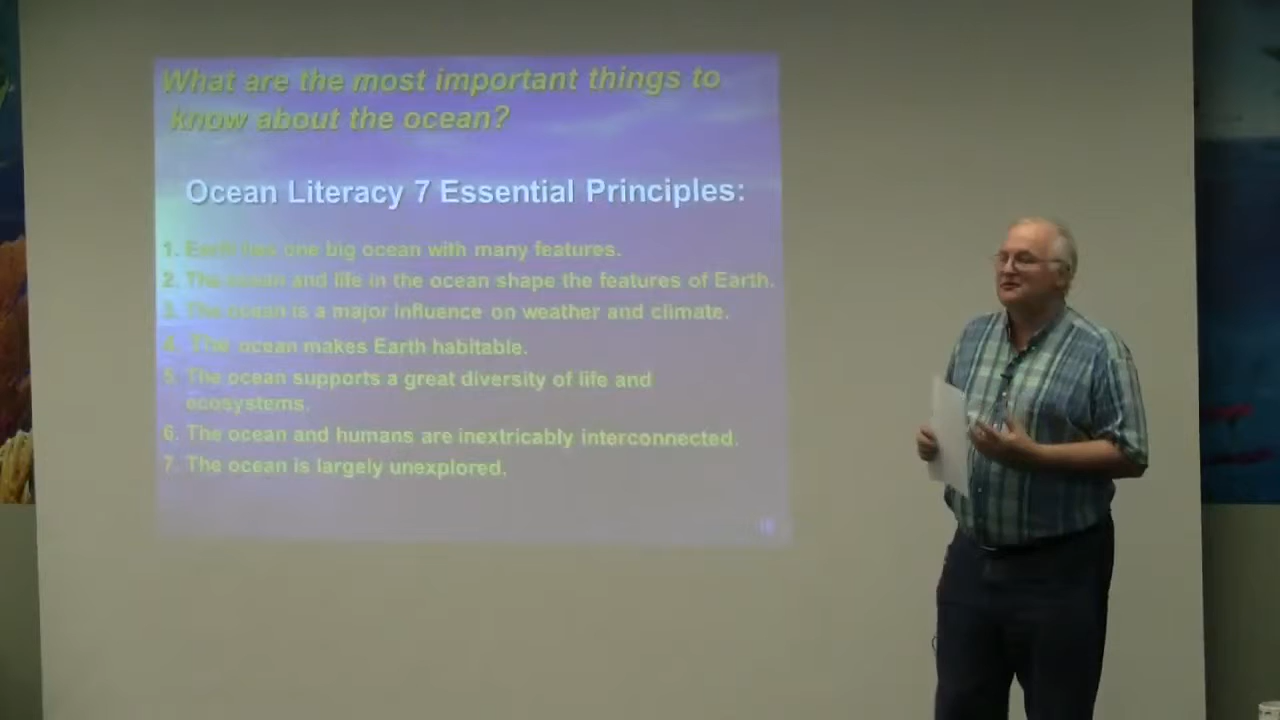 What are the most important things to
know about the ocean?
Ocean Literacy 7 Essential Principles:
1. Earth has one big ocean with many features.
2. The ocean and life in the ocean shape the features of Earth.
3. The ocean is a major influence on weather and climate.
4. The ocean makes Earth habitable.
5. The ocean supports a great diversity of life and
ecosystems.
6. The ocean and humans are inextricably interconnected.
7. The ocean is largely unexplored.